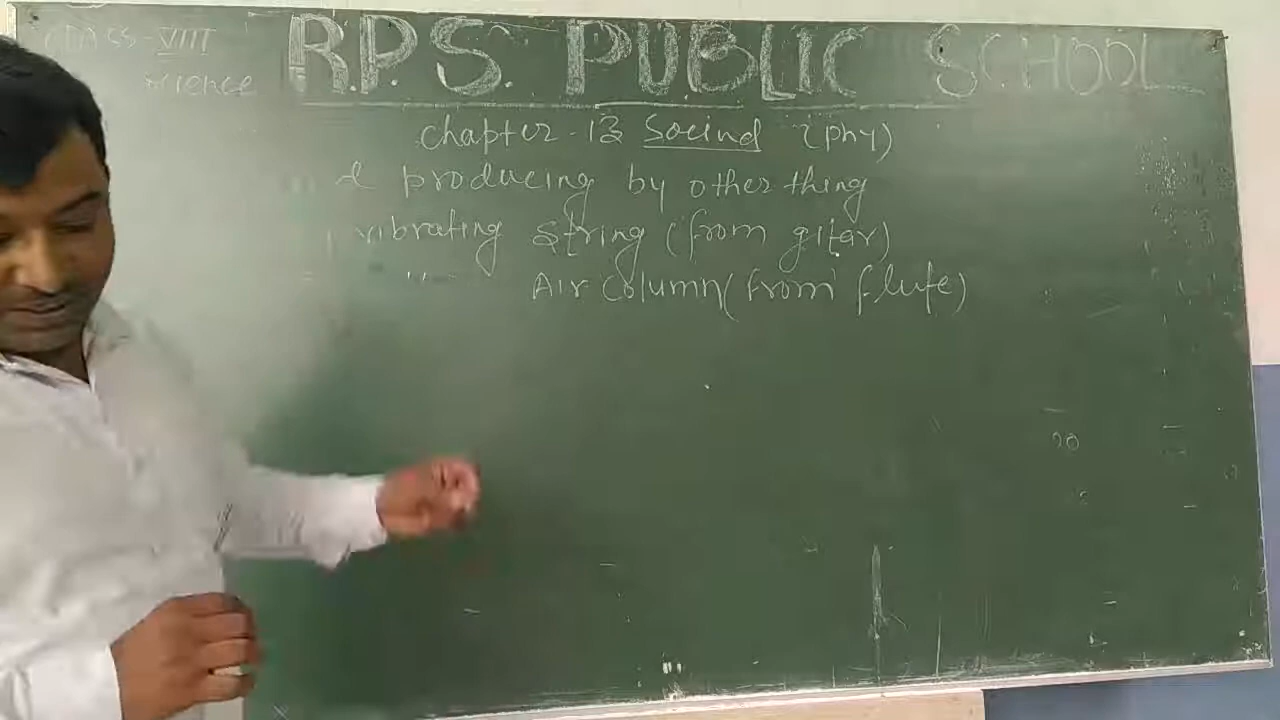 CLASS-VIII
science
R.P.S. PUBLIC SCHOOL
chapter-13 Sound (phy)
producing by other thing
vibrating string (from gitar)
" Air column (from flute)
20